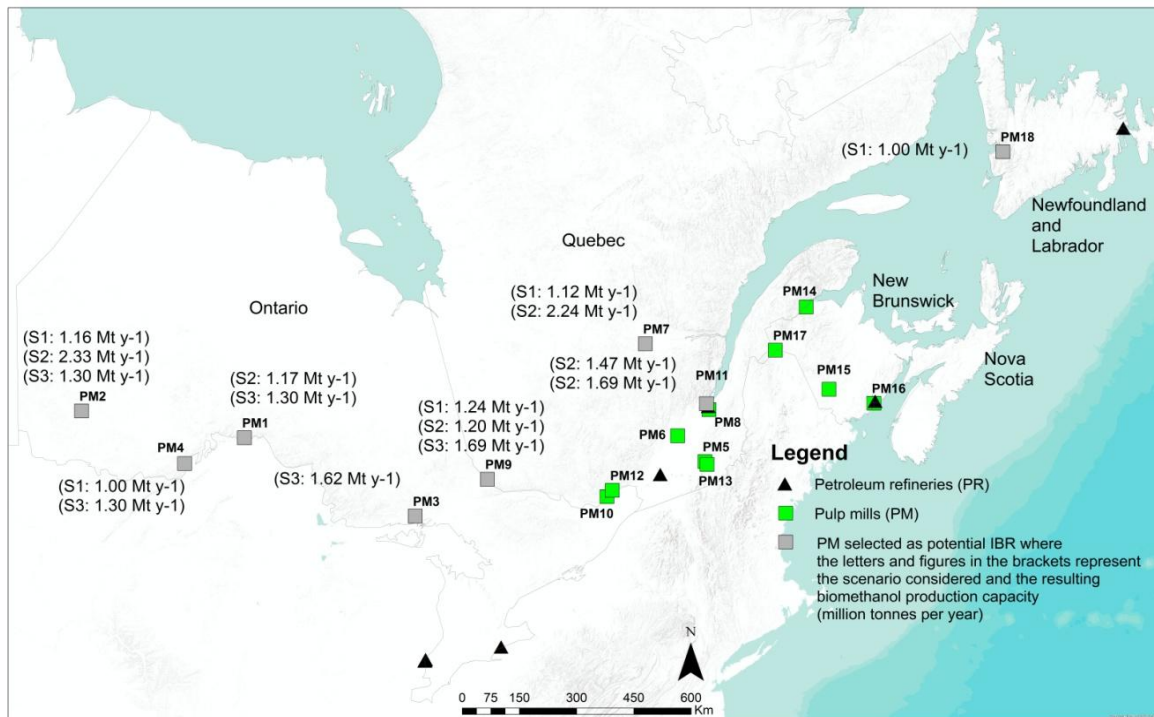 PM18
(S1: 1.00 Mt y-1)
Newfoundland
and
Labrador
Quebec
PM14
New
Brunswick
(S1: 1.12 Mt y-1)
(S2: 2.24 Mt y-1)
Ontario
PM7
PM17
(S1: 1.16 Mt y-1)
(S2: 2.33 Mt y-1)
(S3: 1.30 Mt y-1)
PM2
(S2: 1.47 Mt y-1)
(S2: 1.69 Mt y-1)
PM11
PM15
PM16
Nova
Scotia
(S2: 1.17 Mt y-1)
(S3: 1.30 Mt y-1)
PM1
(S1: 1.24 Mt y-1)
(S2: 1.20 Mt y-1)
(S3: 1.69 Mt y-1)
PM8
PM6
PM4
PM5
PM9
PM13
(S1: 1.00 Mt y-1)
(S3: 1.30 Mt y-1)
(S3: 1.62 Mt y-1)
PM3
PM12
PM10
Legend
Petroleum refineries (PR)
Pulp mills (PM)
PM selected as potential IBR where
the letters and figures in the brackets represent
the scenario considered and the resulting
biomethanol production capacity
(million tonnes per year)
N
0 75 150 300 450 600
Km